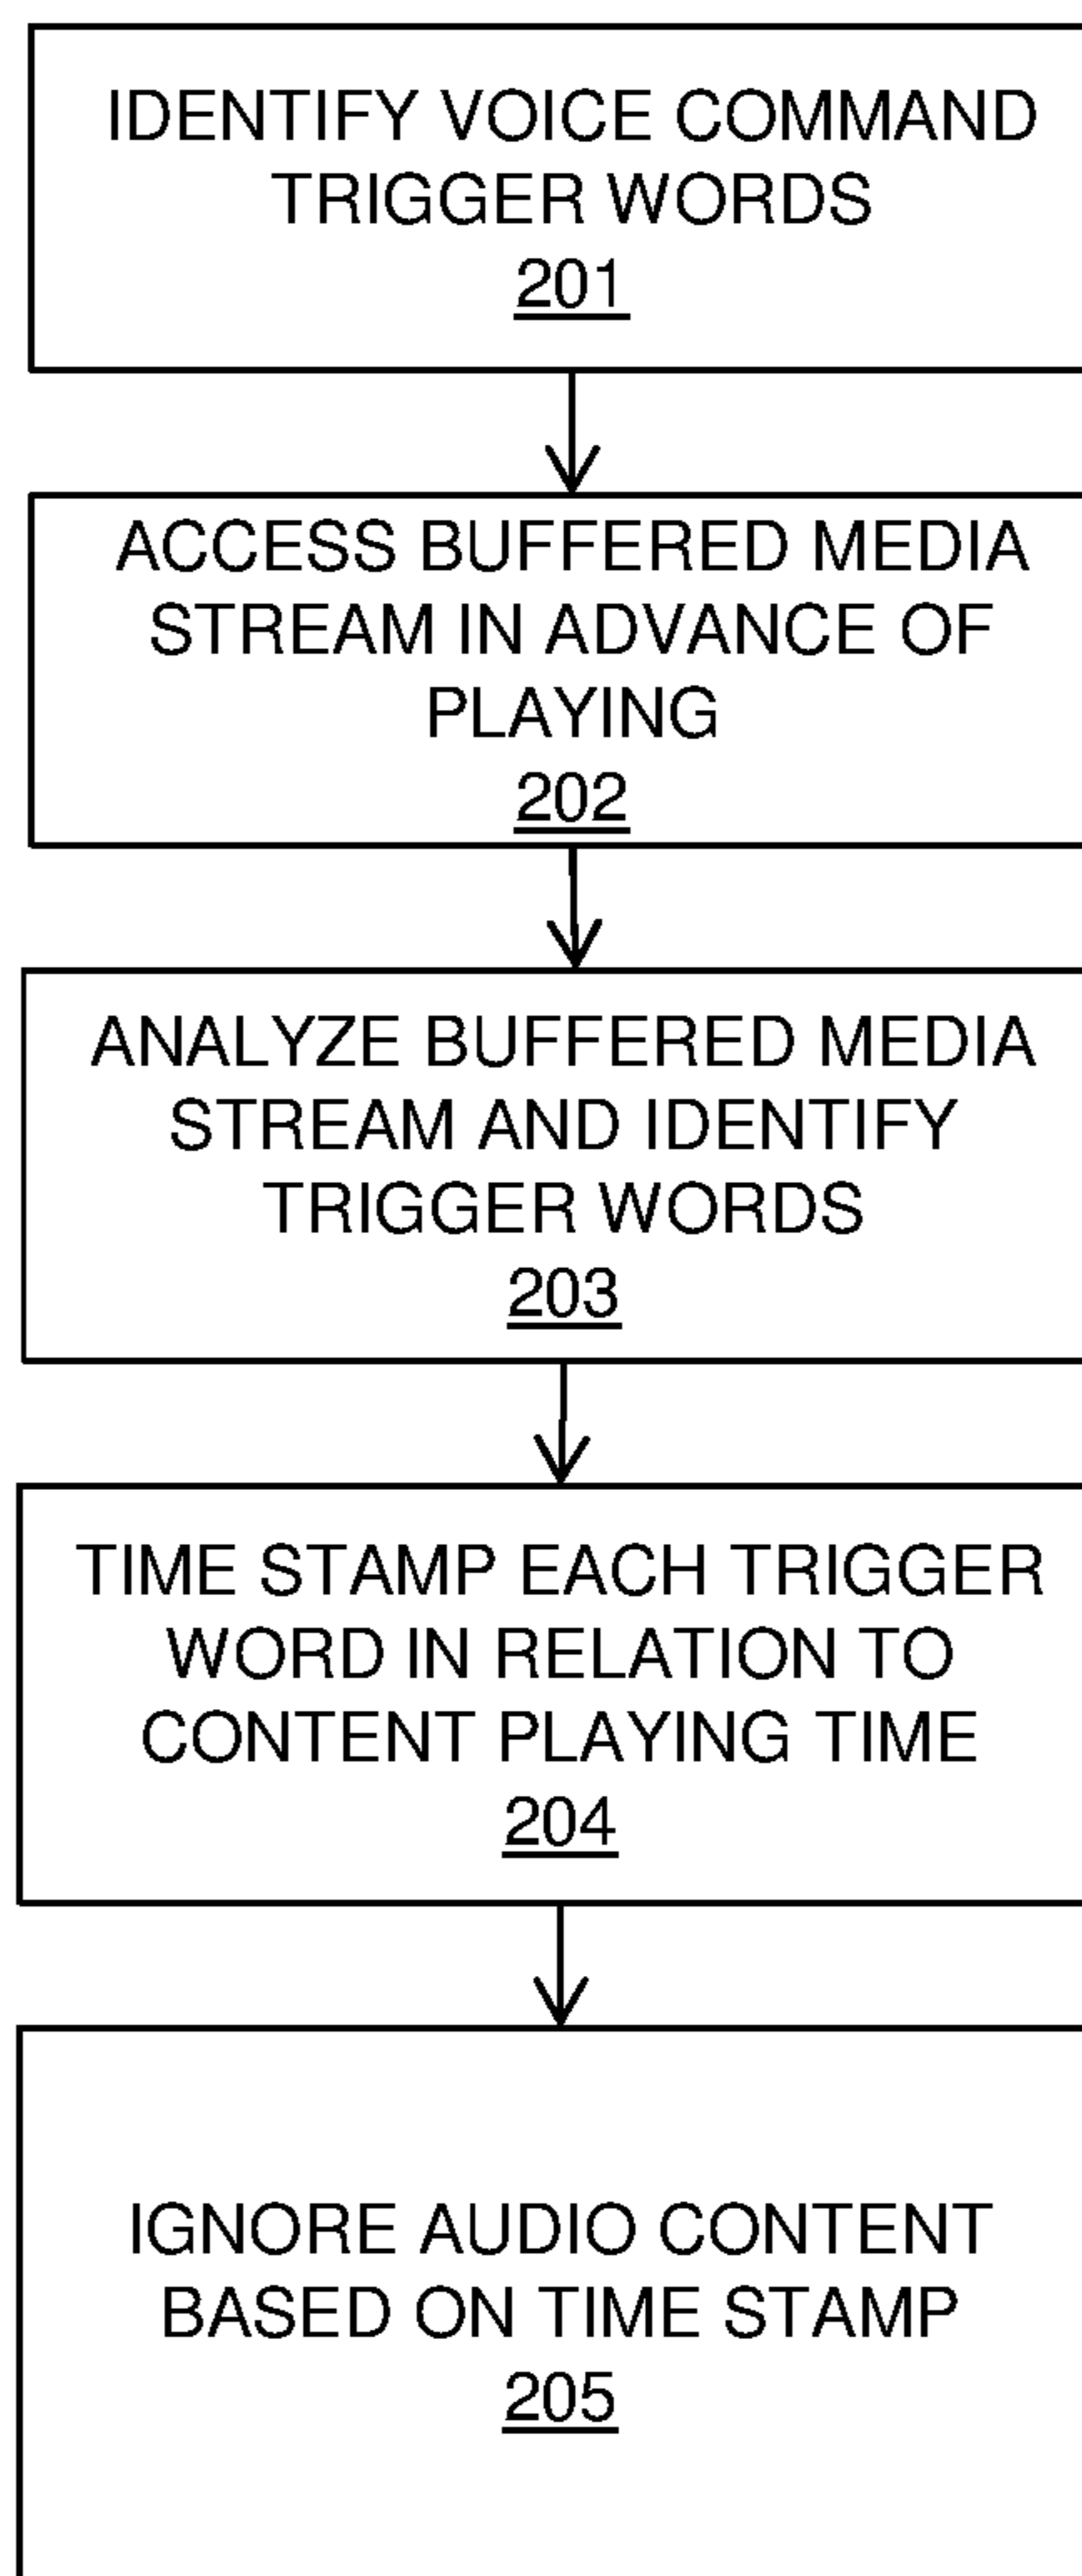 IDENTIFY VOICE COMMAND
TRIGGER WORDS
201
ACCESS BUFFERED MEDIA
STREAM IN ADVANCE OF
PLAYING
202
ANALYZE BUFFERED MEDIA
STREAM AND IDENTIFY
TRIGGER WORDS
203
TIME STAMP EACH TRIGGER
WORD IN RELATION TO
CONTENT PLAYING TIME
204
IGNORE AUDIO CONTENT
BASED ON TIME STAMP
205